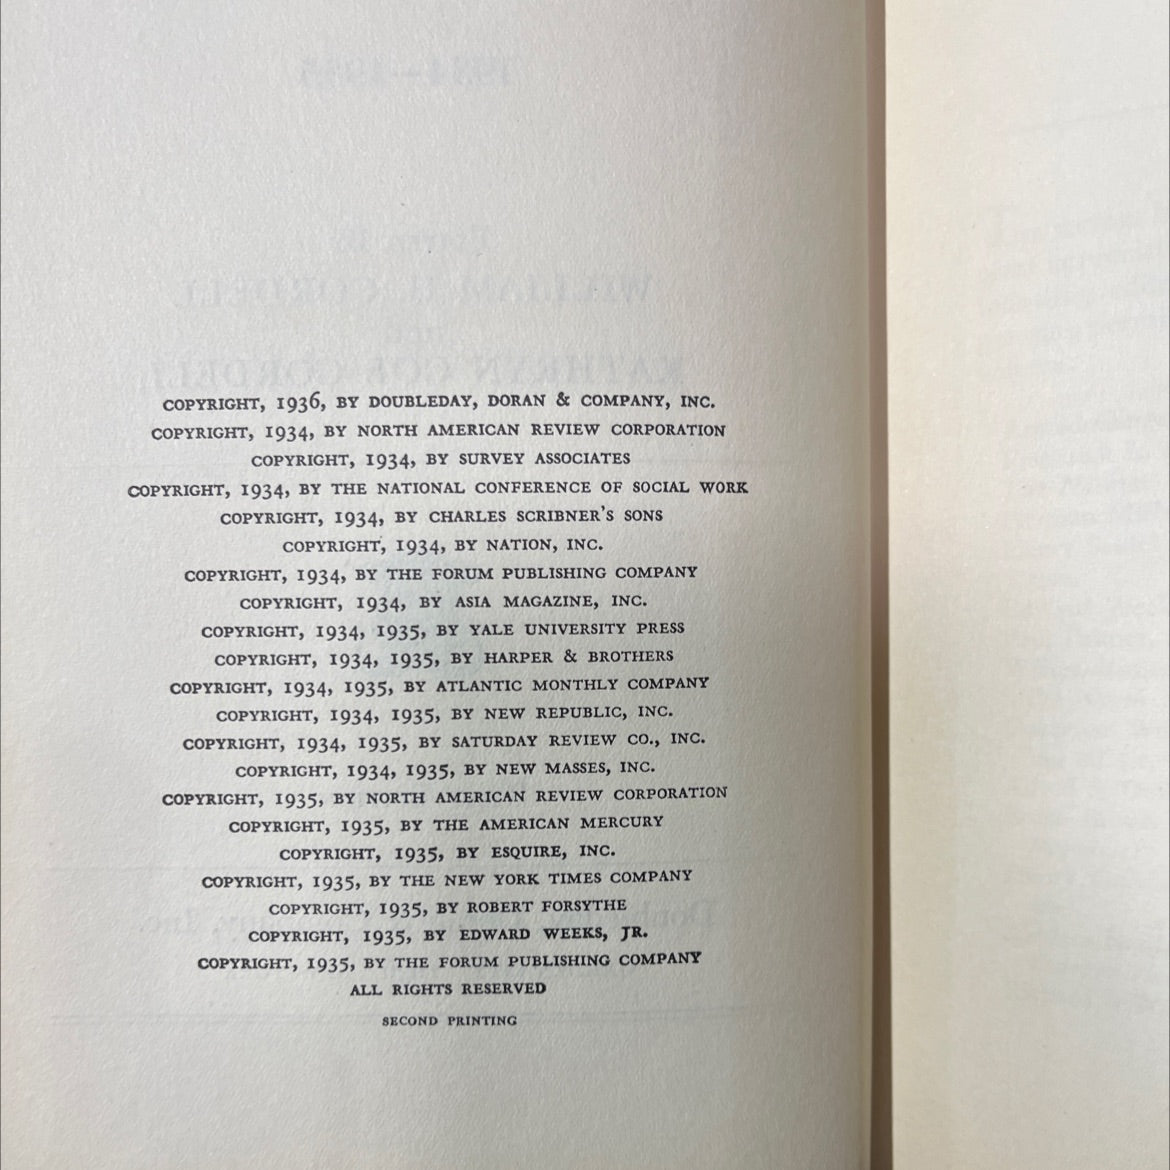 COPYRIGHT, 1936, BY DOUBLEDAY, DORAN & COMPANY, INC.
COPYRIGHT, 1934, BY NORTH AMERICAN REVIEW CORPORATION
COPYRIGHT, 1934, BY SURVEY ASSOCIATES
COPYRIGHT, 1934, BY THE NATIONAL CONFERENCE OF SOCIAL WORK
COPYRIGHT, 1934, BY CHARLES SCRIBNER'S SONS
COPYRIGHT, 1934, BY NATION, INC.
COPYRIGHT, 1934, BY THE FORUM PUBLISHING COMPANY
COPYRIGHT, 1934, BY ASIA MAGAZINE, INC.
COPYRIGHT, 1934, 1935, BY YALE UNIVERSITY PRESS
COPYRIGHT, 1934, 1935, BY HARPER & BROTHERS
COPYRIGHT, 1934, 1935, BY ATLANTIC MONTHLY COMPANY
COPYRIGHT, 1934, 1935, BY NEW REPUBLIC, INC.
COPYRIGHT, 1934, 1935, BY SATURDAY REVIEW CO., INC.
COPYRIGHT, 1934, 1935, BY NEW MASSES, INC.
COPYRIGHT, 1935, BY NORTH AMERICAN REVIEW CORPORATION
COPYRIGHT, 1935, BY THE AMERICAN MERCURY
COPYRIGHT, 1935, BY ESQUIRE, INC.
COPYRIGHT, 1935, BY THE NEW YORK TIMES COMPANY
COPYRIGHT, 1935, BY ROBERT FORSYTHE
COPYRIGHT, 1935, BY EDWARD WEEKS, JR.
COPYRIGHT, 1935, BY THE FORUM PUBLISHING COMPANY
ALL RIGHTS RESERVED
SECOND PRINTING